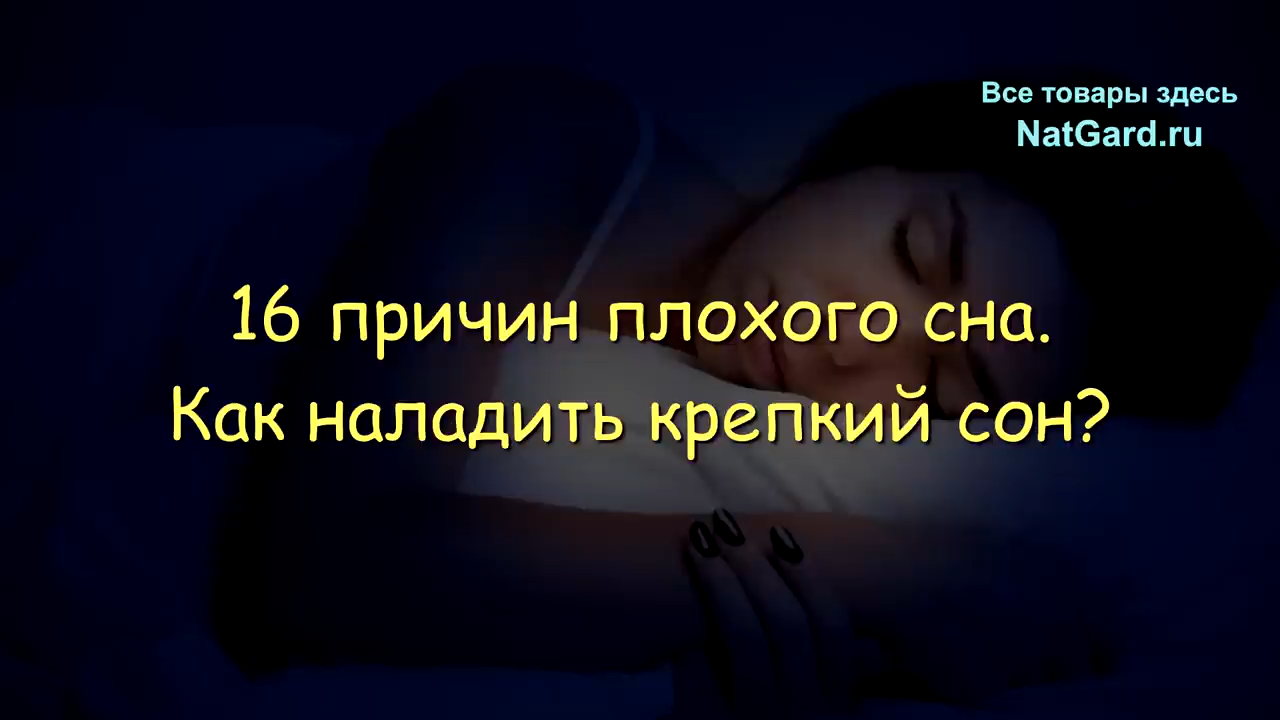 Все товары здесь
NatGard.ru
16 причин плохого сна.
Как наладить крепкий сон?